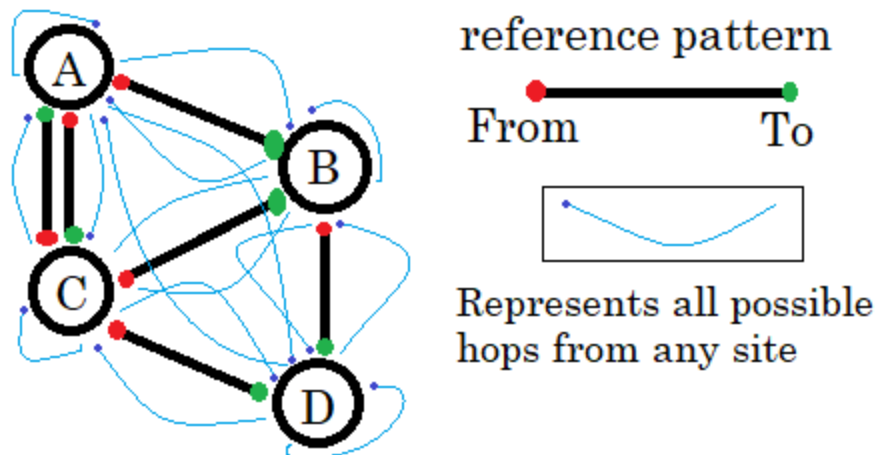 A
B
C
D
reference pattern
From To
Represents all possible
hops from any site